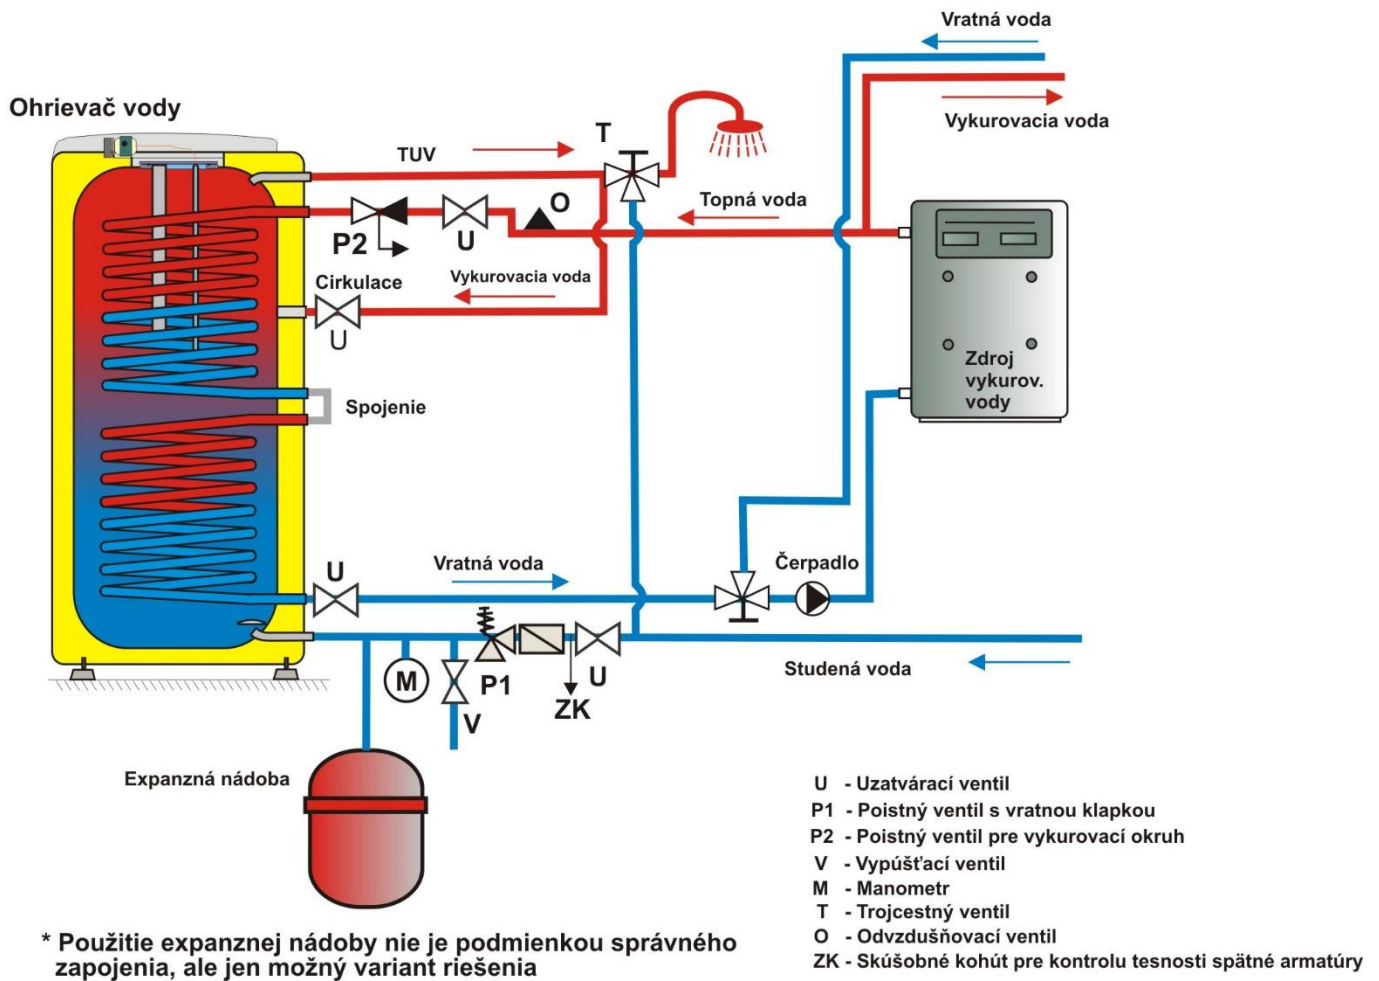 Vratná voda
Vykurovacia voda
Ohrievač vody
TUV
T
Topná voda
O
P2
U
Cirkulace
Vykurovacia voda
U
Zdroj
vykurov.
vody
Spojenie
U
Vratná voda
Čerpadlo
M
V
P1
ZK
U
Studená voda
Expanzná nádoba
U - Uzatvárací ventil
P1 - Poistný ventil s vratnou klapkou
P2 - Poistný ventil pre vykurovací okruh
V - Vypúšťací ventil
M - Manometr
T - Trojcestný ventil
O - Odvzdušňovací ventil
ZK - Skúšobné kohút pre kontrolu tesnosti spätné armatúry
* Použitie expanznej nádoby nie je podmienkou správného
zapojenia, ale jen možný variant riešenia